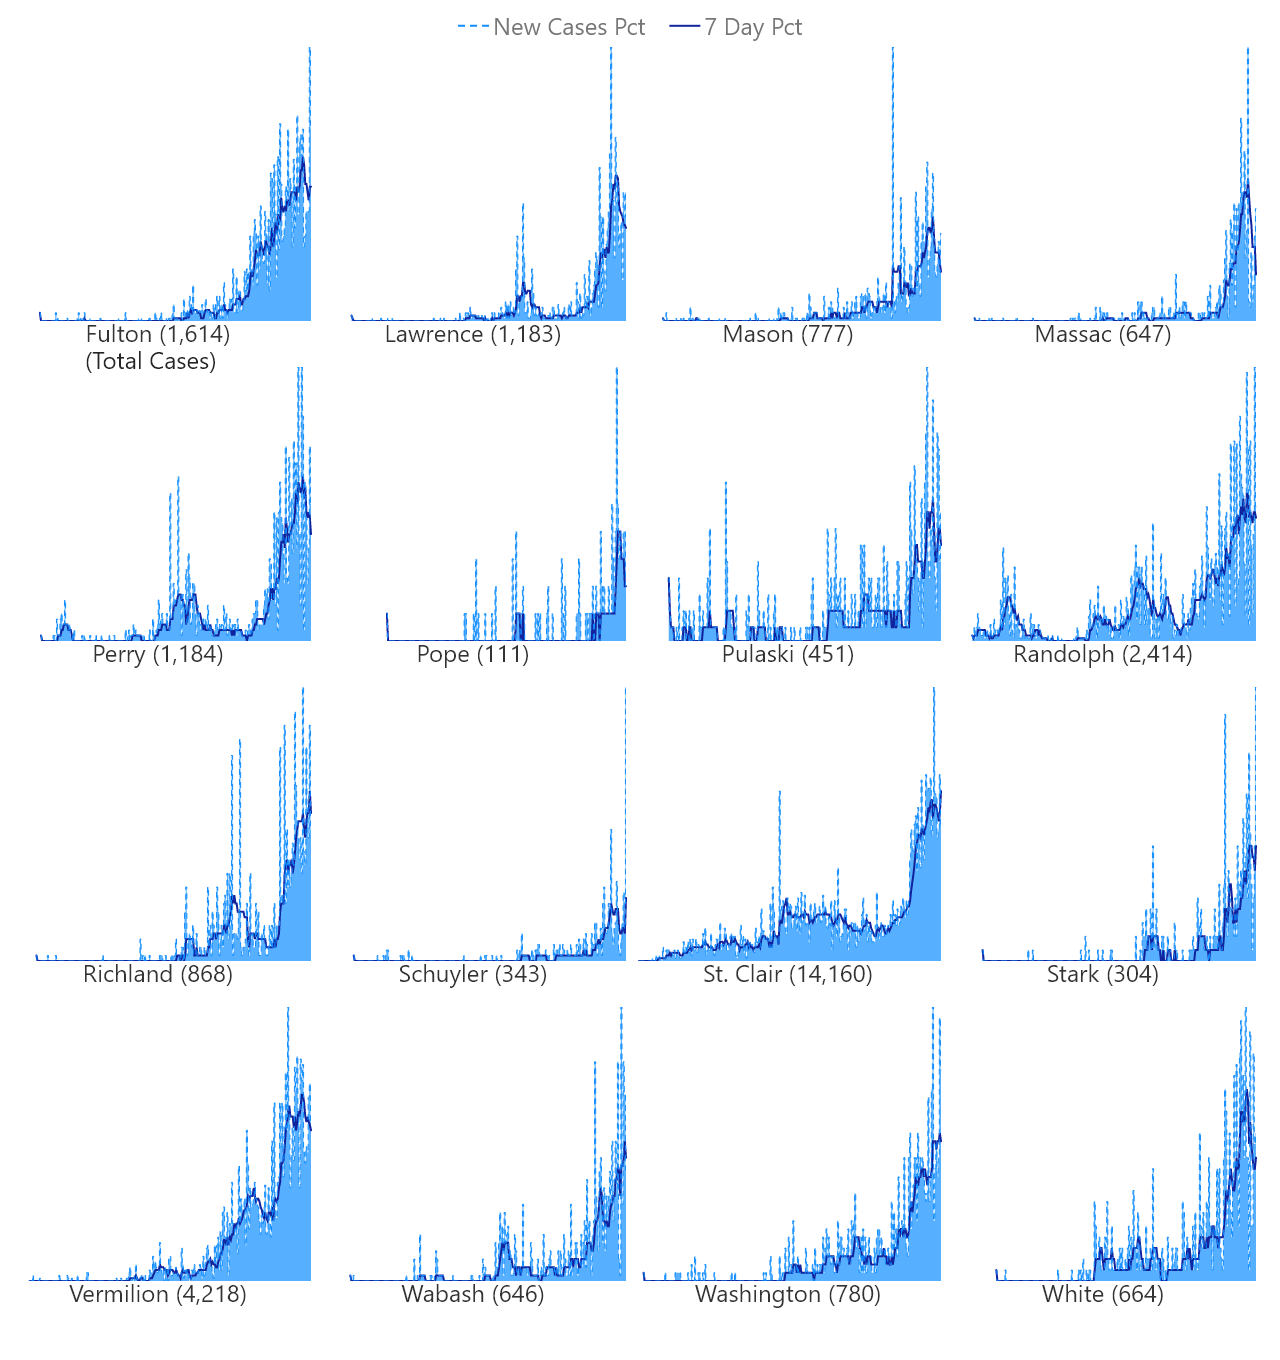 New Cases Pct 7 Day Pct
Fulton (1,614) Lawrence (1,183) Mason (777) Massac (647)
(Total Cases)
Perry (1,184) Pope (111) Pulaski (451) Randolph (2,414)
Richland (868) Schuyler (343) St. Clair (14,160) Stark (304)
Vermilion (4,218) Wabash (646) Washington (780) White (664)